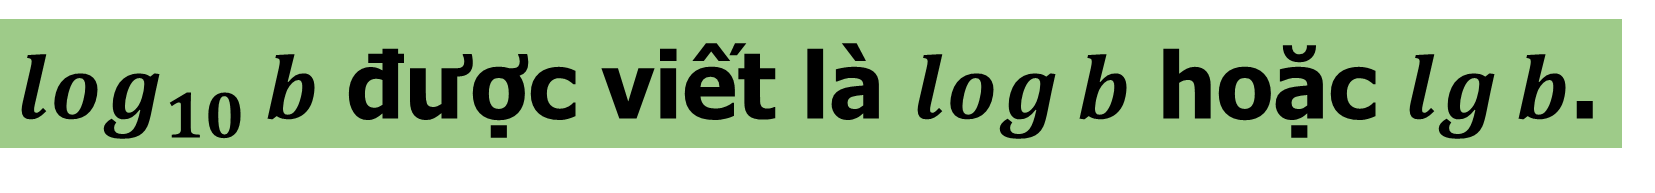 log₁₀ b được viết là log b hoặc lg b.